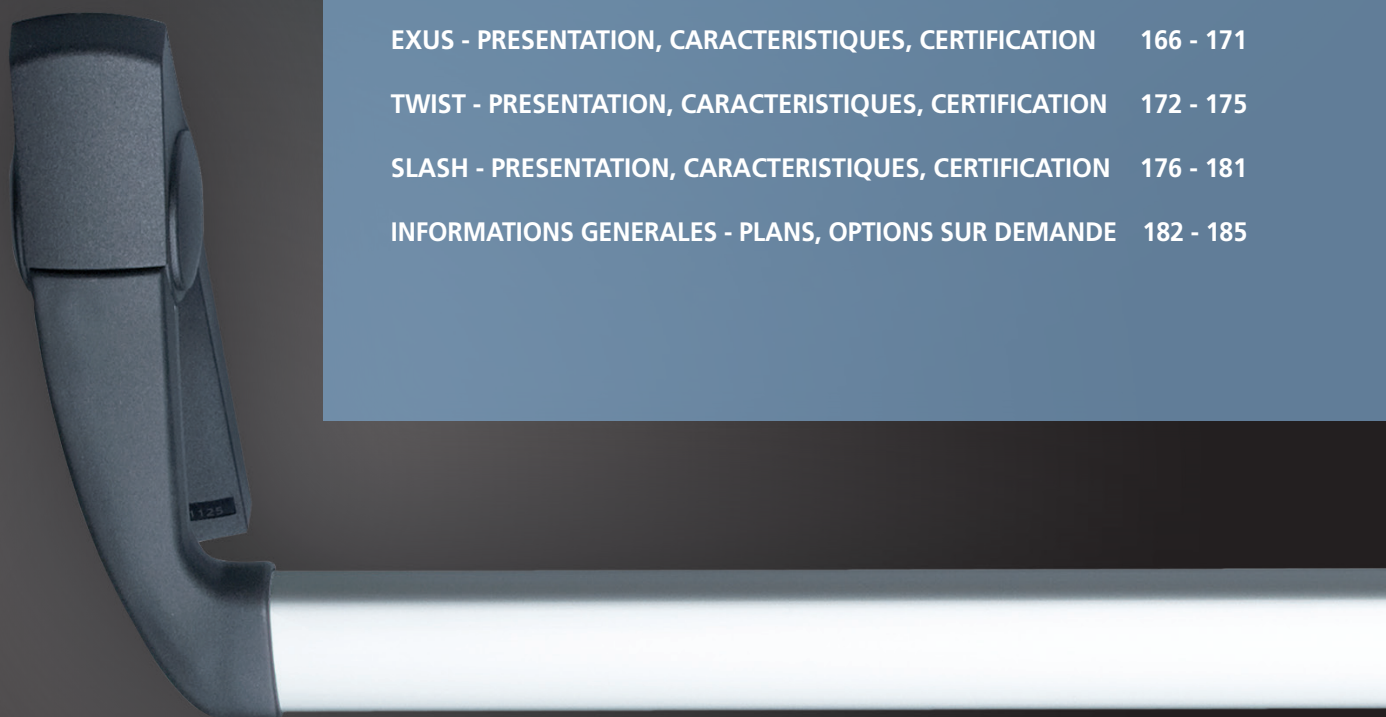 EXUS - PRESENTATION, CARACTERISTIQUES, CERTIFICATION 166 - 171
TWIST - PRESENTATION, CARACTERISTIQUES, CERTIFICATION 172 - 175
SLASH - PRESENTATION, CARACTERISTIQUES, CERTIFICATION 176 - 181
INFORMATIONS GENERALES - PLANS, OPTIONS SUR DEMANDE 182 - 185
1125